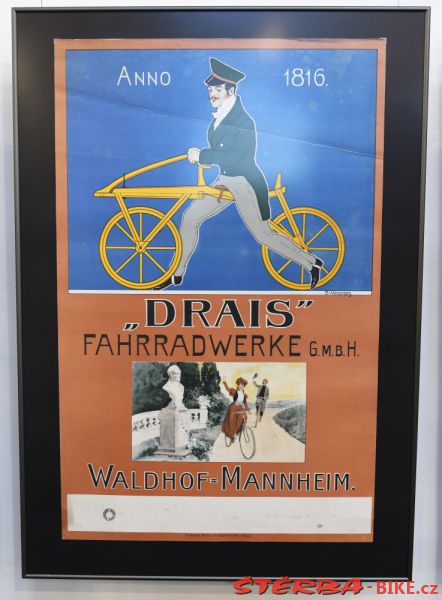 ANNO 1816.
„DRAIS”
FAHRRADWERKE G.M.B.H.
WALDHOF=MANNHEIM.
ŠTĚRBA-BIKE.cz